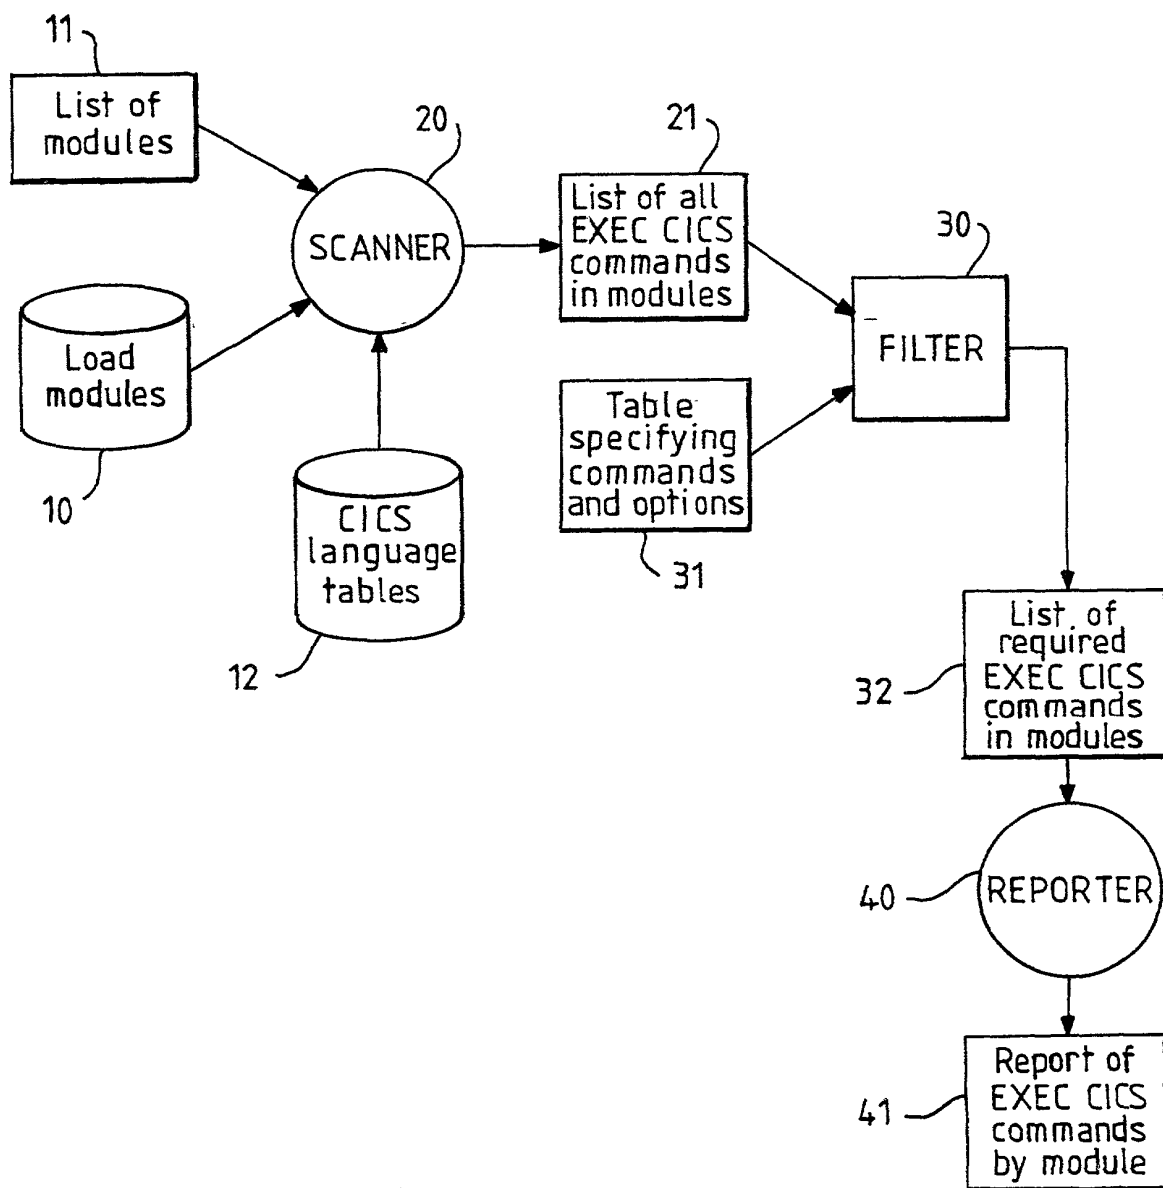 11
List of
modules
20
SCANNER
21
List of all
EXEC CICS
commands
in modules
30
FILTER
Load
modules
10
Table
specifying
commands
and options
31
CICS
language
tables
12
List of
required
EXEC CICS
commands
in modules
32
40
REPORTER
Report of
EXEC CICS
commands
by module
41